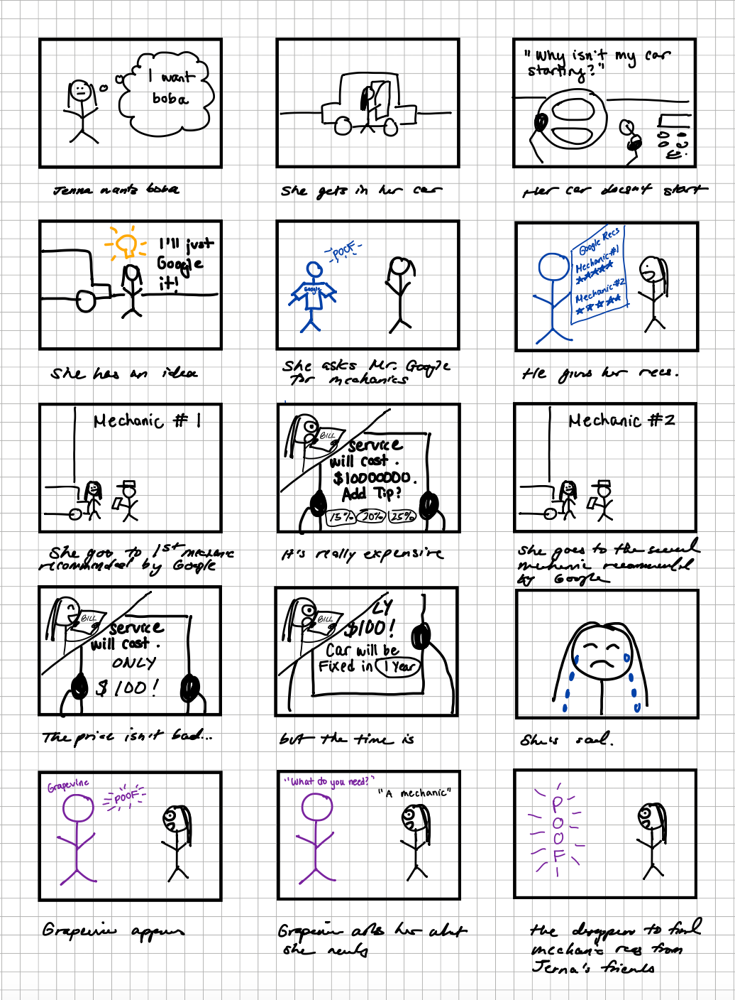 I want
boba
"Why isn't my car
starting?"
Jenna wants boba
She gets in her car
Her car doesn't start
I'll just
Google
it!
POOF
Google
Google Recs
Mechanic #1
★★★★★
Mechanic #2
★★★★★
She has an idea
She asks Mr. Google
for mechanics
He gives her recs.
Mechanic #1
BILL
service
will cost.
$10000000.
Add Tip?
15% 20% 25%
Mechanic #2
She goes to 1st mechanic
recommended by Google
it's really expensive
She goes to the second
mechanic recommended
by Google
BILL
service
will cost.
ONLY
$100!
BILL
LY
$100!
Car will be
Fixed in 1 Year
The price isn't bad...
but the time is
She's sad.
Grapevine
POOF
"What do you need?"
"A mechanic"
POOF
Grapevine appears
Grapevine asks her what
she needs
the disappear to find
mechanic recs from
Jenna's friends